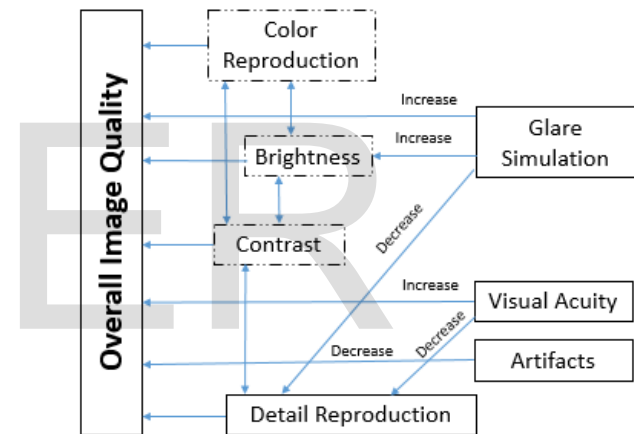 Overall Image Quality
Color
Reproduction
Increase
Glare
Simulation
Increase
Brightness
Decrease
Contrast
Increase
Visual Acuity
Decrease
Decrease
Artifacts
Detail Reproduction
ER